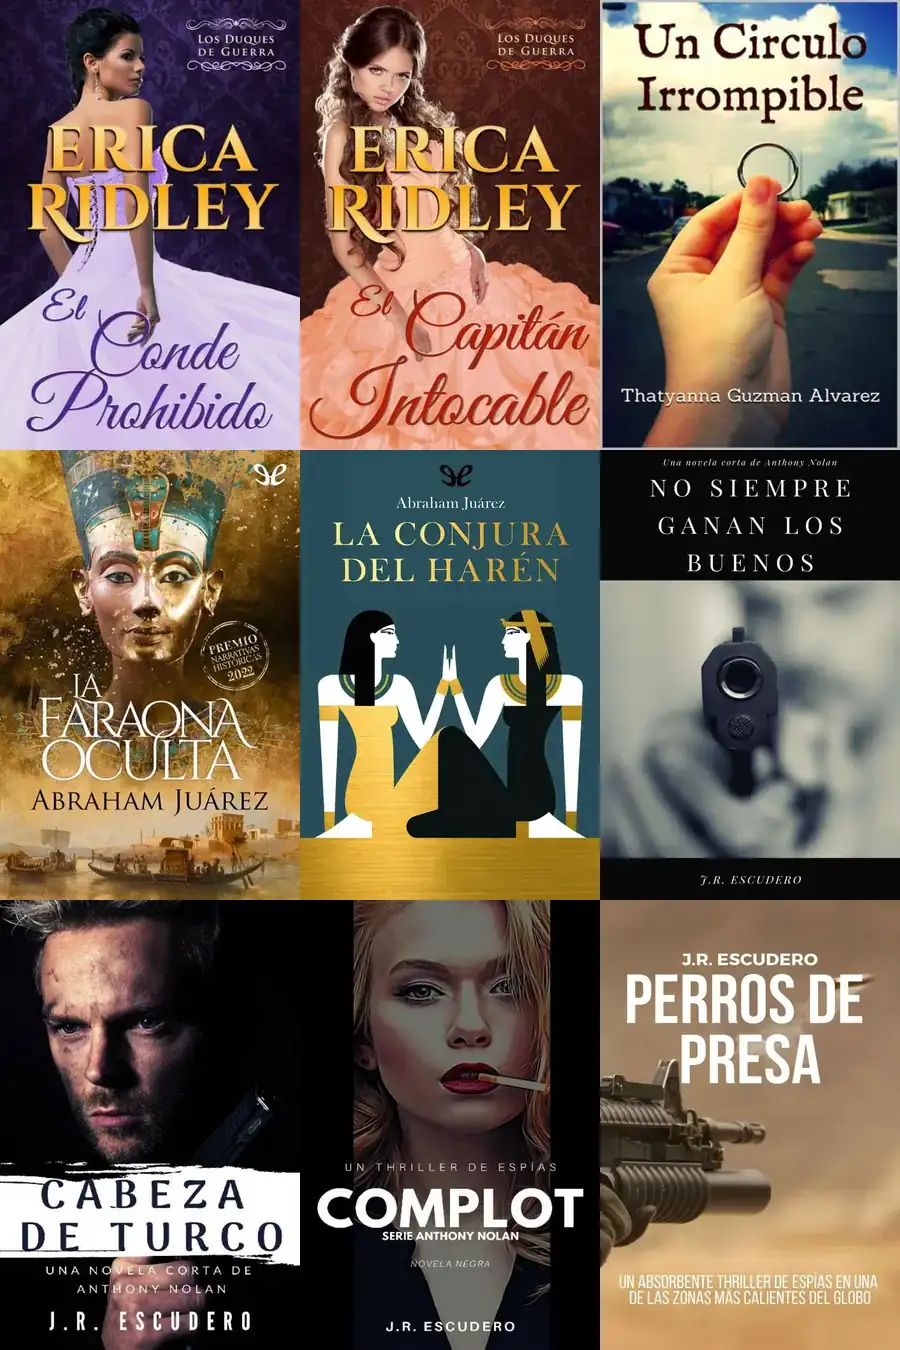 LOS DUQUES
DE GUERRA
ERICA
RIDLEY
El
Conde
Prohibido
LOS DUQUES
DE GUERRA
ERICA
RIDLEY
El
Capitán
Intocable
Un Circulo
Irrompible
Thatyanna Guzman Alvarez
PREMIO
NARRATIVAS
HISTÓRICAS
2022
LA
FARAONA
OCULTA
ABRAHAM JUÁREZ
Abraham Juárez
LA CONJURA
DEL HARÉN
Una novela corta de Anthony Nolan
NO SIEMPRE
GANAN LOS
BUENOS
J.R. ESCUDERO
CABEZA
DE TURCO
UNA NOVELA CORTA DE
ANTHONY NOLAN
J.R. ESCUDERO
UN THRILLER DE ESPÍAS
COMPLOT
SERIE ANTHONY NOLAN
NOVELA NEGRA
J.R. ESCUDERO
J.R. ESCUDERO
PERROS DE
PRESA
UN ABSORBENTE THRILLER DE ESPÍAS EN UNA
DE LAS ZONAS MÁS CALIENTES DEL GLOBO